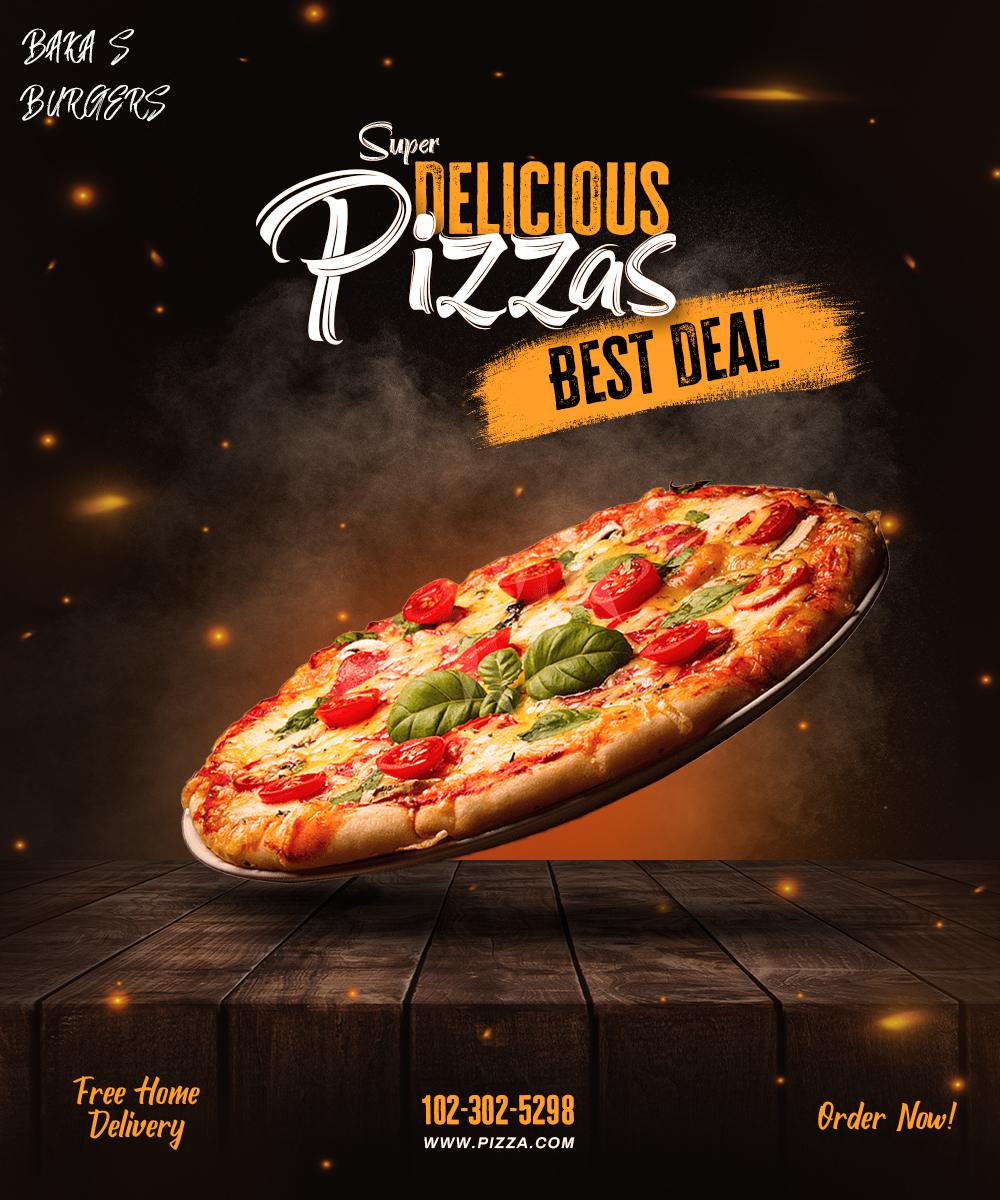 BAKA S
BURGERS
Super
DELICIOUS
Pizzas
BEST DEAL
Free Home
Delivery
102-302-5298
WWW.PIZZA.COM
Order Now!